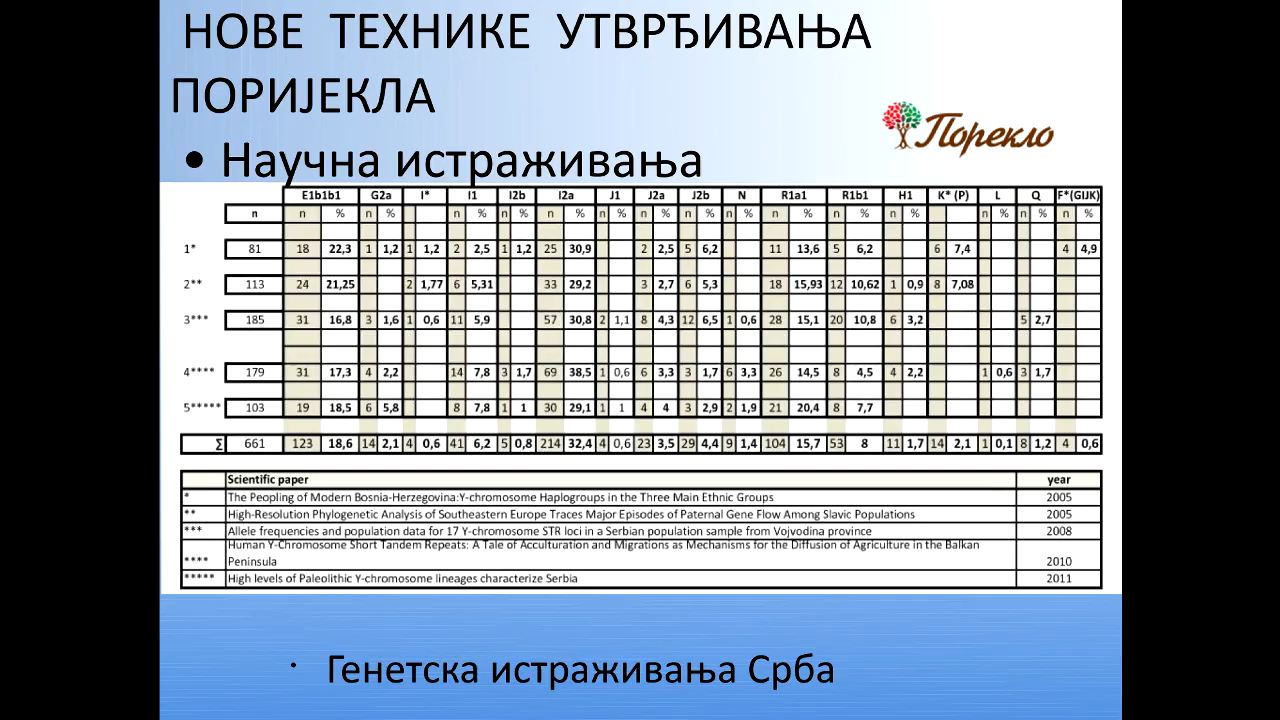 НОВЕ ТЕХНИКЕ УТВРЂИВАЊА
ПОРИЈЕКЛА
Порекло
• Научна истраживања
E1b1b1 G2a I* I1 I2b I2a J1 J2a J2b N R1a1 R1b1 H1 K* (P) L Q F*(GIJK)
n n % n % n % n % n % n % n % n % n % n % n % n % n % n % n %
1* 81 18 22,3 1 1,2 1 1,2 2 2,5 1 1,2 25 30,9 2 2,5 5 6,2 11 13,6 5 6,2 6 7,4 4 4,9
2** 113 24 21,25 2 1,77 6 5,31 33 29,2 3 2,7 6 5,3 18 15,93 12 10,62 1 0,9 8 7,08
3*** 185 31 16,8 3 1,6 1 0,6 11 5,9 57 30,8 2 1,1 8 4,3 12 6,5 1 0,6 28 15,1 20 10,8 6 3,2 5 2,7
4**** 179 31 17,3 4 2,2 14 7,8 3 1,7 69 38,5 1 0,6 6 3,3 3 1,7 6 3,3 26 14,5 8 4,5 4 2,2 1 0,6 3 1,7
5***** 103 19 18,5 6 5,8 8 7,8 1 1 30 29,1 1 1 4 4 3 2,9 2 1,9 21 20,4 8 7,7
Σ 661 123 18,6 14 2,1 4 0,6 41 6,2 5 0,8 214 32,4 4 0,6 23 3,5 29 4,4 9 1,4 104 15,7 53 8 11 1,7 14 2,1 1 0,1 8 1,2 4 0,6
Scientific paper year
* The Peopling of Modern Bosnia-Herzegovina:Y-chromosome Haplogroups in the Three Main Ethnic Groups 2005
** High-Resolution Phylogenetic Analysis of Southeastern Europe Traces Major Episodes of Paternal Gene Flow Among Slavic Populations 2005
*** Allele frequencies and population data for 17 Y-chromosome STR loci in a Serbian population sample from Vojvodina province 2008
Human Y-Chromosome Short Tandem Repeats: A Tale of Acculturation and Migrations as Mechanisms for the Diffusion of Agriculture in the Balkan
**** Peninsula 2010
***** High levels of Paleolithic Y-chromosome lineages characterize Serbia 2011
· Генетска истраживања Срба